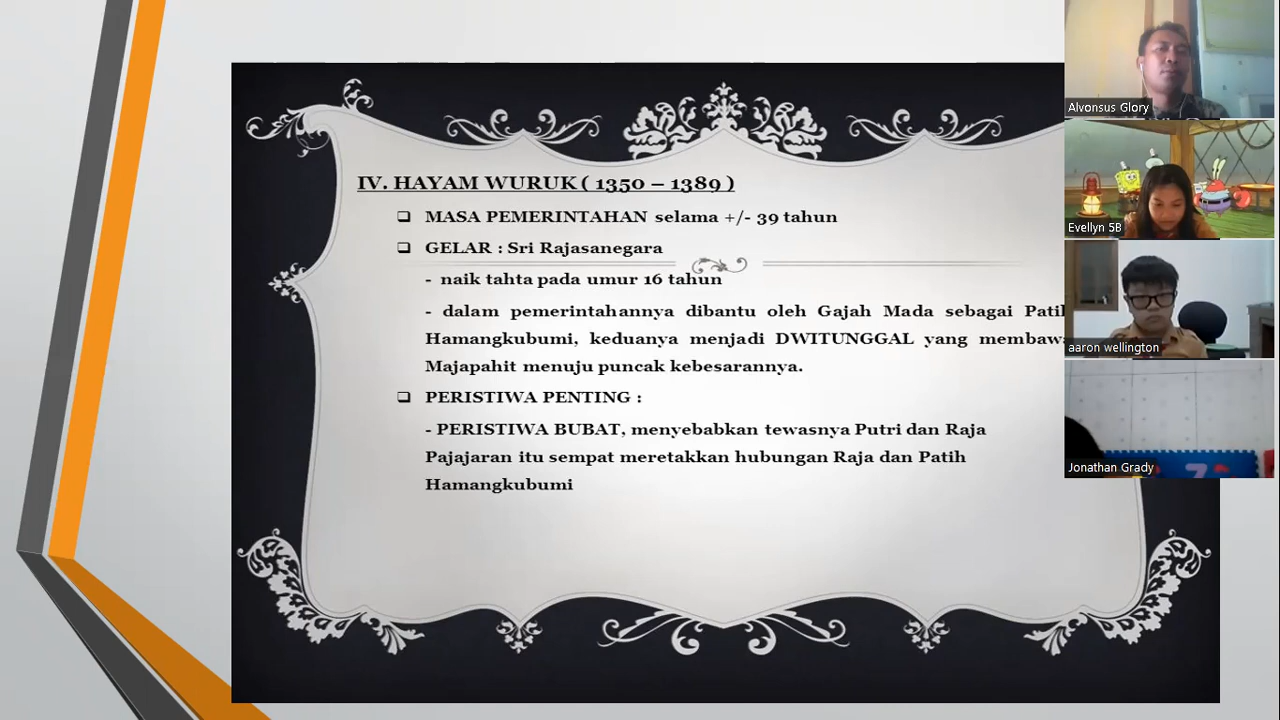 IV. HAYAM WURUK ( 1350 – 1389 )
❑ MASA PEMERINTAHAN selama +/- 39 tahun
❑ GELAR : Sri Rajasanegara
- naik tahta pada umur 16 tahun
- dalam pemerintahannya dibantu oleh Gajah Mada sebagai
Hamangkubumi, keduanya menjadi DWITUNGGAL yang
Majapahit menuju puncak kebesarannya.
❑ PERISTIWA PENTING :
- PERISTIWA BUBAT, menyebabkan tewasnya Putri dan Raja
Pajajaran itu sempat meretakkan hubungan Raja dan Patih
Hamangkubumi
Alvonsus Glory
Evellyn 5B
aaron wellington
Jonathan Grady